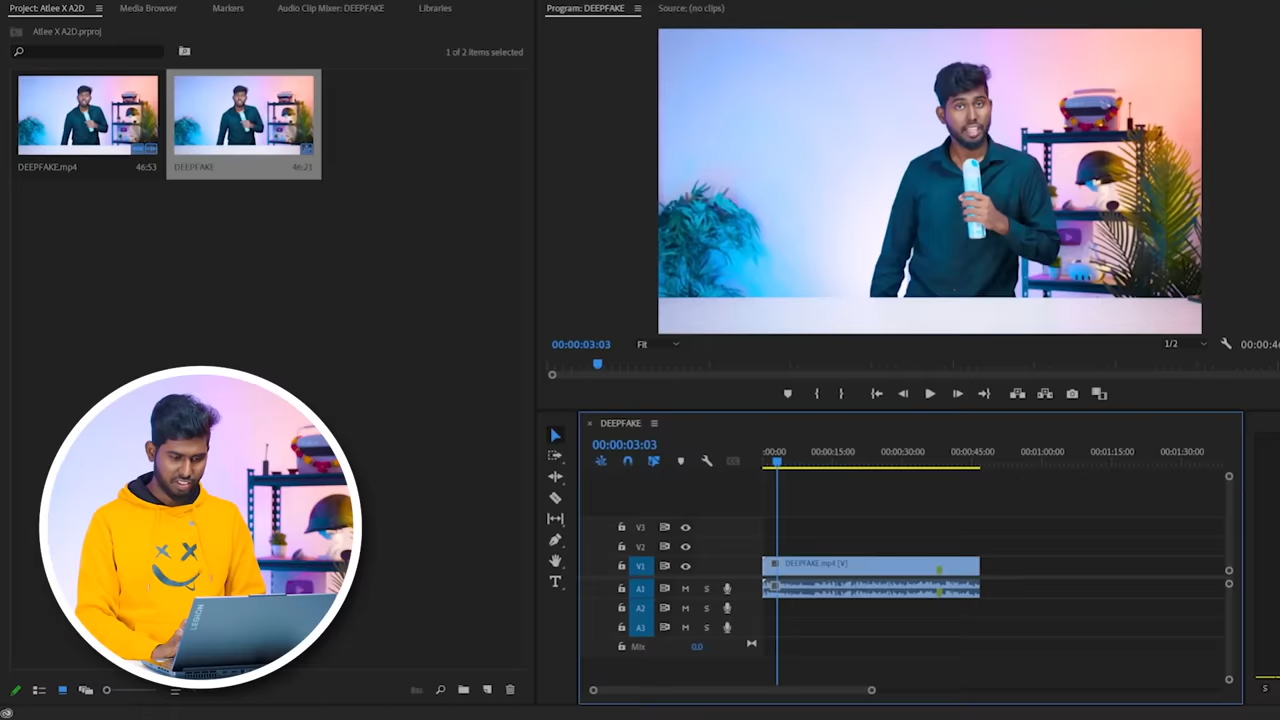 Project: Atlee X A2D
Media Browser
Markers
Audio Clip Mixer: DEEPFAKE
Libraries
Atlee X A2D.prproj
1 of 2 items selected
DEEPFAKE.mp4
46:53
DEEPFAKE
46:21
Program: DEEPFAKE
Source: (no clips)
00:00:03:03
Fit
1/2
00:00:4
DEEPFAKE
00:00:03:03
:00:00
00:00:15:00
00:00:30:00
00:00:45:00
00:01:00:00
00:01:15:00
00:01:30:00
V3
V2
V1
DEEPFAKE.mp4 [V]
A1 M S
A2 M S
A3 M S
Mix 0.0
S
LEGION